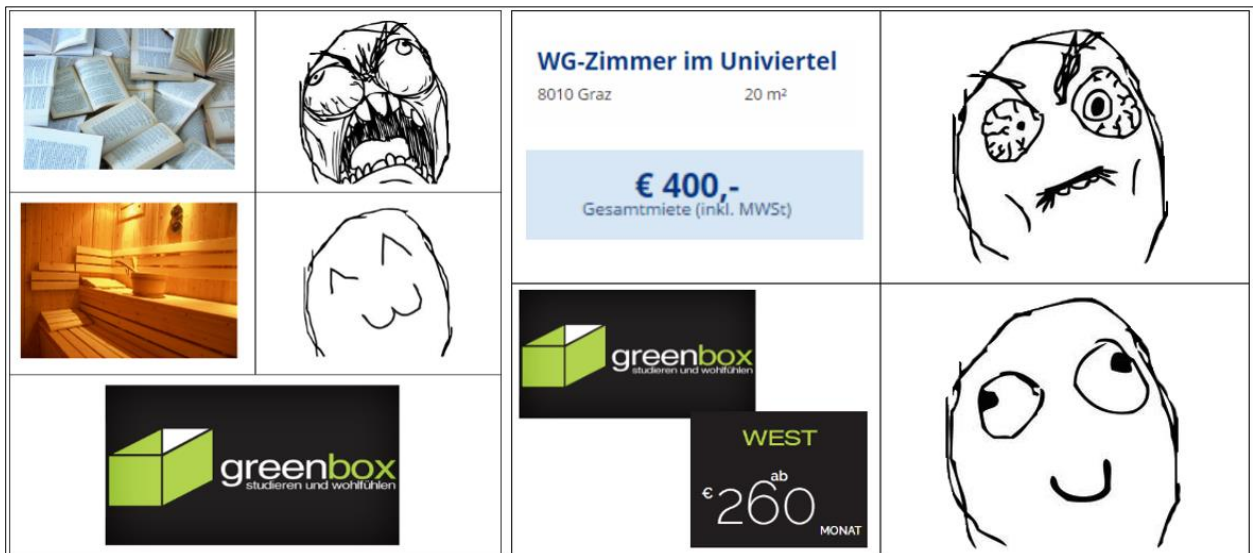 greenbox
studieren und wohlfühlen
WG-Zimmer im Univiertel
8010 Graz 20 m²
€ 400,-
Gesamtmiete (inkl. MWSt)
greenbox
studieren und wohlfühlen
WEST
ab
€ 260
MONAT